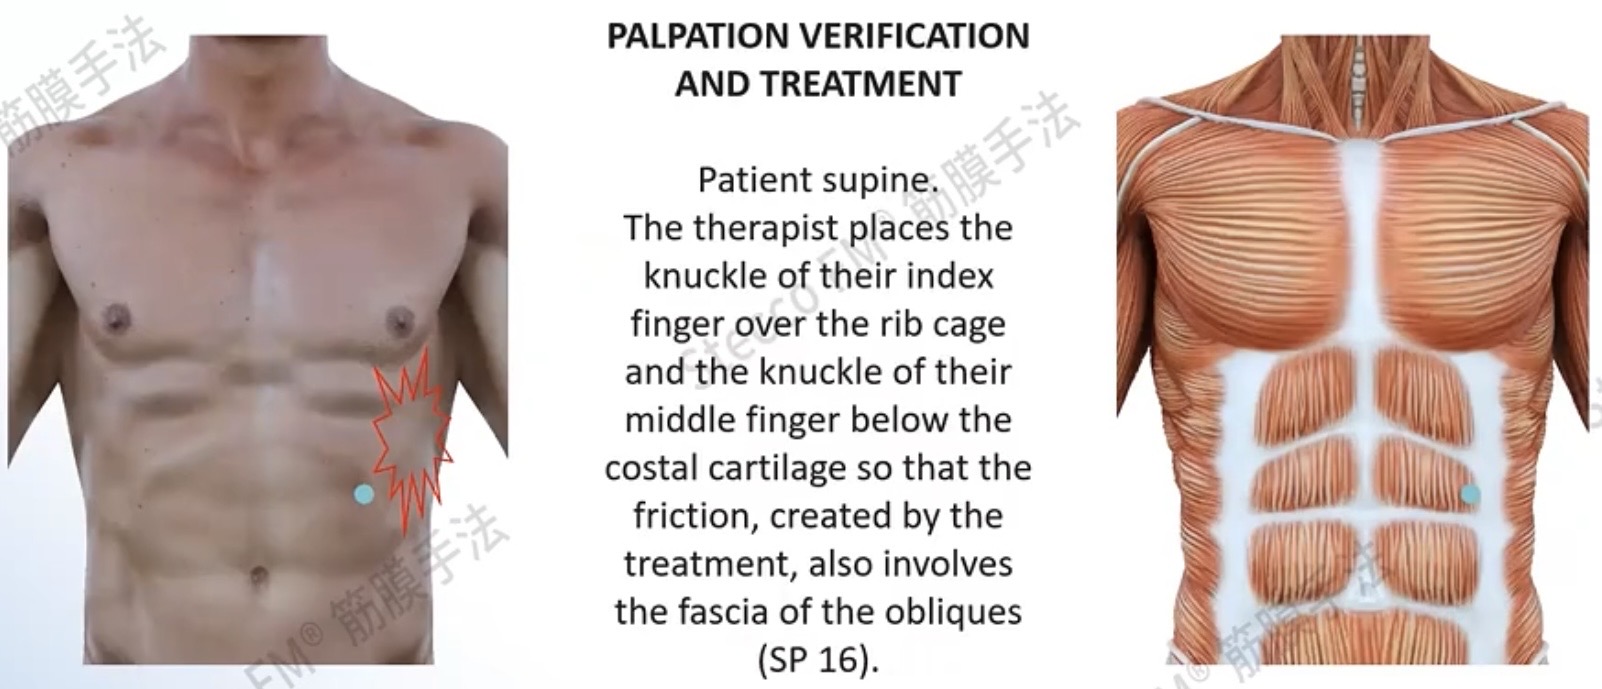 PALPATION VERIFICATION
AND TREATMENT
Patient supine.
The therapist places the
knuckle of their index
finger over the rib cage
and the knuckle of their
middle finger below the
costal cartilage so that the
friction, created by the
treatment, also involves
the fascia of the obliques
(SP 16).
筋膜手法
Stecco FM® 筋膜手法
FM® 筋膜手法
M® 筋膜手法